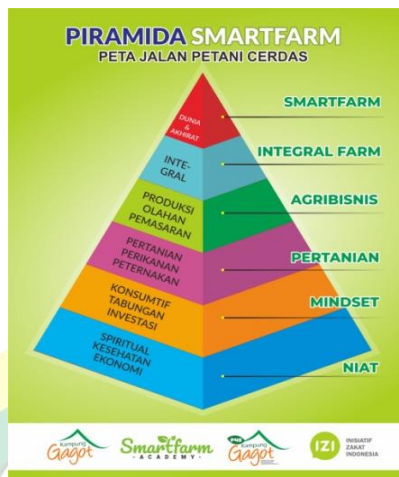 PIRAMIDA SMARTFARM
PETA JALAN PETANI CERDAS
DUNIA
&
AKHIRAT
SMARTFARM
INTE-
GRAL
INTEGRAL FARM
PRODUKSI
OLAHAN
PEMASARAN
AGRIBISNIS
PERTANIAN
PERIKANAN
PETERNAKAN
PERTANIAN
KONSUMTIF
TABUNGAN
INVESTASI
MINDSET
SPIRITUAL
KESEHATAN
EKONOMI
NIAT
Kampung
Gagot
Smartfarm
ACADEMY
Kampung
Gagot
IZI
INISIATIF
ZAKAT
INDONESIA